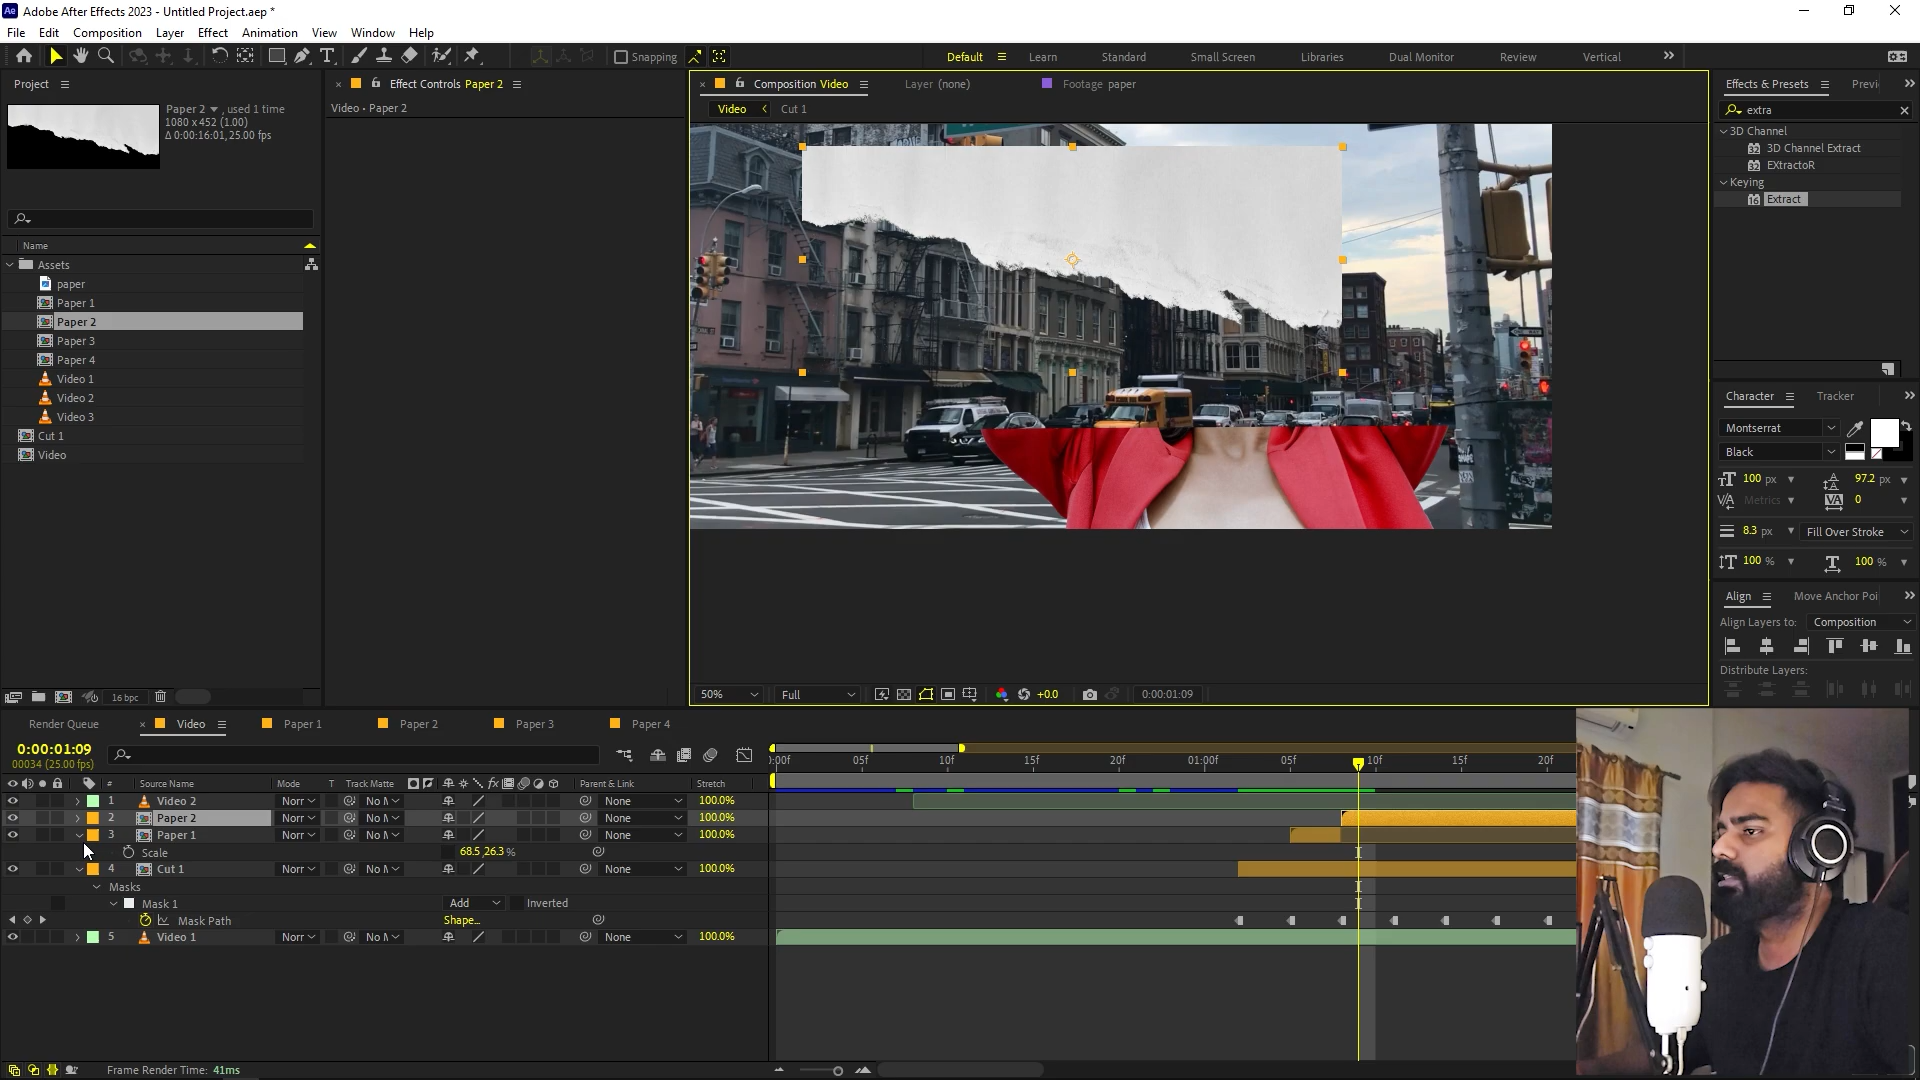 Ae Adobe After Effects 2023 - Untitled Project.aep *
File Edit Composition Layer Effect Animation View Window Help
Snapping
Default Learn Standard Small Screen Libraries Dual Monitor Review Vertical
Project
Effect Controls Paper 2
Composition Video
Layer (none)
Footage paper
Effects & Presets
Previ
Paper 2 , used 1 time
1080 x 452 (1.00)
Δ 0:00:16:01, 25.00 fps
Video • Paper 2
Video
Cut 1
extra
3D Channel
3D Channel Extract
EXtractoR
Keying
Extract
Name
Assets
paper
Paper 1
Paper 2
Paper 3
Paper 4
Video 1
Video 2
Video 3
Cut 1
Video
Character
Tracker
Montserrat
Black
100 px
97.2 px
Metrics
0
8.3 px
Fill Over Stroke
100 %
100 %
Align
Move Anchor Poi
Align Layers to: Composition
Distribute Layers:
16 bpc
50%
Full
+0.0
0:00:01:09
Render Queue
Video
Paper 1
Paper 2
Paper 3
Paper 4
0:00:01:09
00034 (25.00 fps)
:00f 05f 10f 15f 20f 01:00f 05f 10f 15f 20f
# Source Name Mode T Track Matte Parent & Link Stretch
1 Video 2 Norr No M None 100.0%
2 Paper 2 Norr No M None 100.0%
3 Paper 1 Norr No M None 100.0%
Scale 68.5,26.3 %
4 Cut 1 Norr No M None 100.0%
Masks
Mask 1 Add Inverted
Mask Path Shape...
5 Video 1 Norr No M None 100.0%
Frame Render Time: 41ms